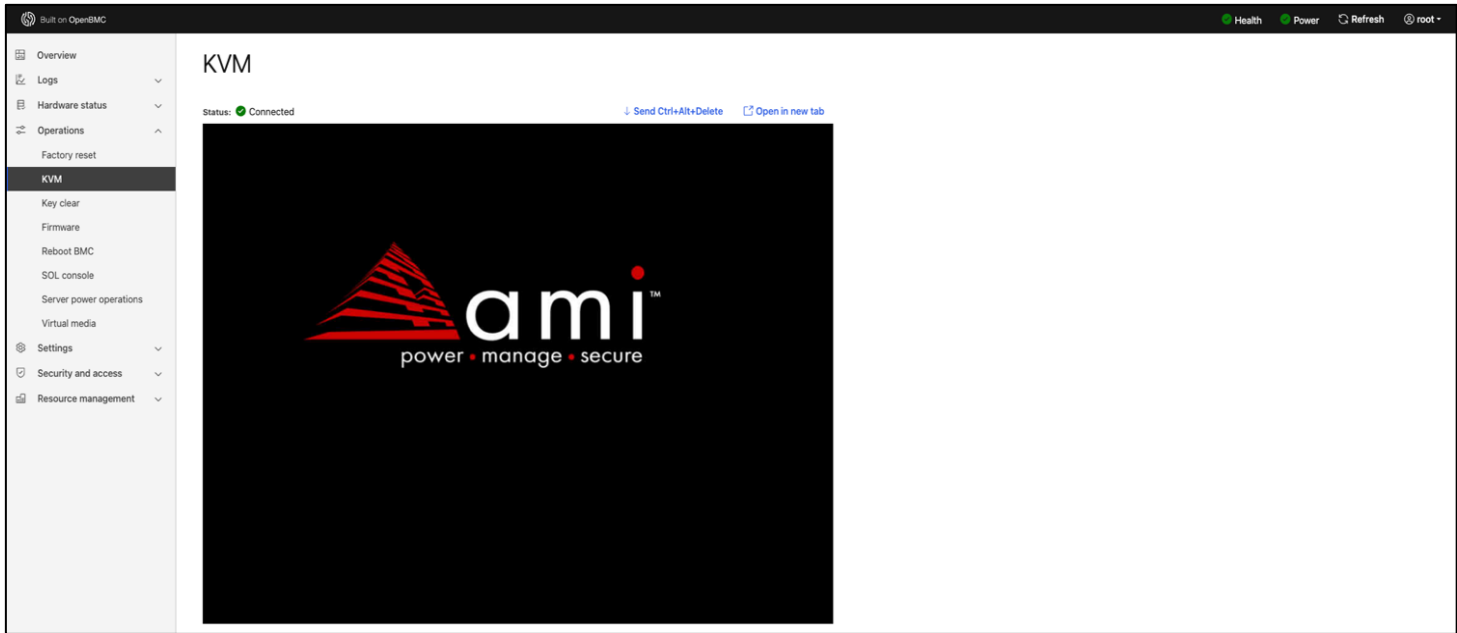 Built on OpenBMC
Health
Power
Refresh
root
Overview
Logs
Hardware status
Operations
Factory reset
KVM
Key clear
Firmware
Reboot BMC
SOL console
Server power operations
Virtual media
Settings
Security and access
Resource management
KVM
Status: Connected
Send Ctrl+Alt+Delete
Open in new tab
ami™
power • manage • secure